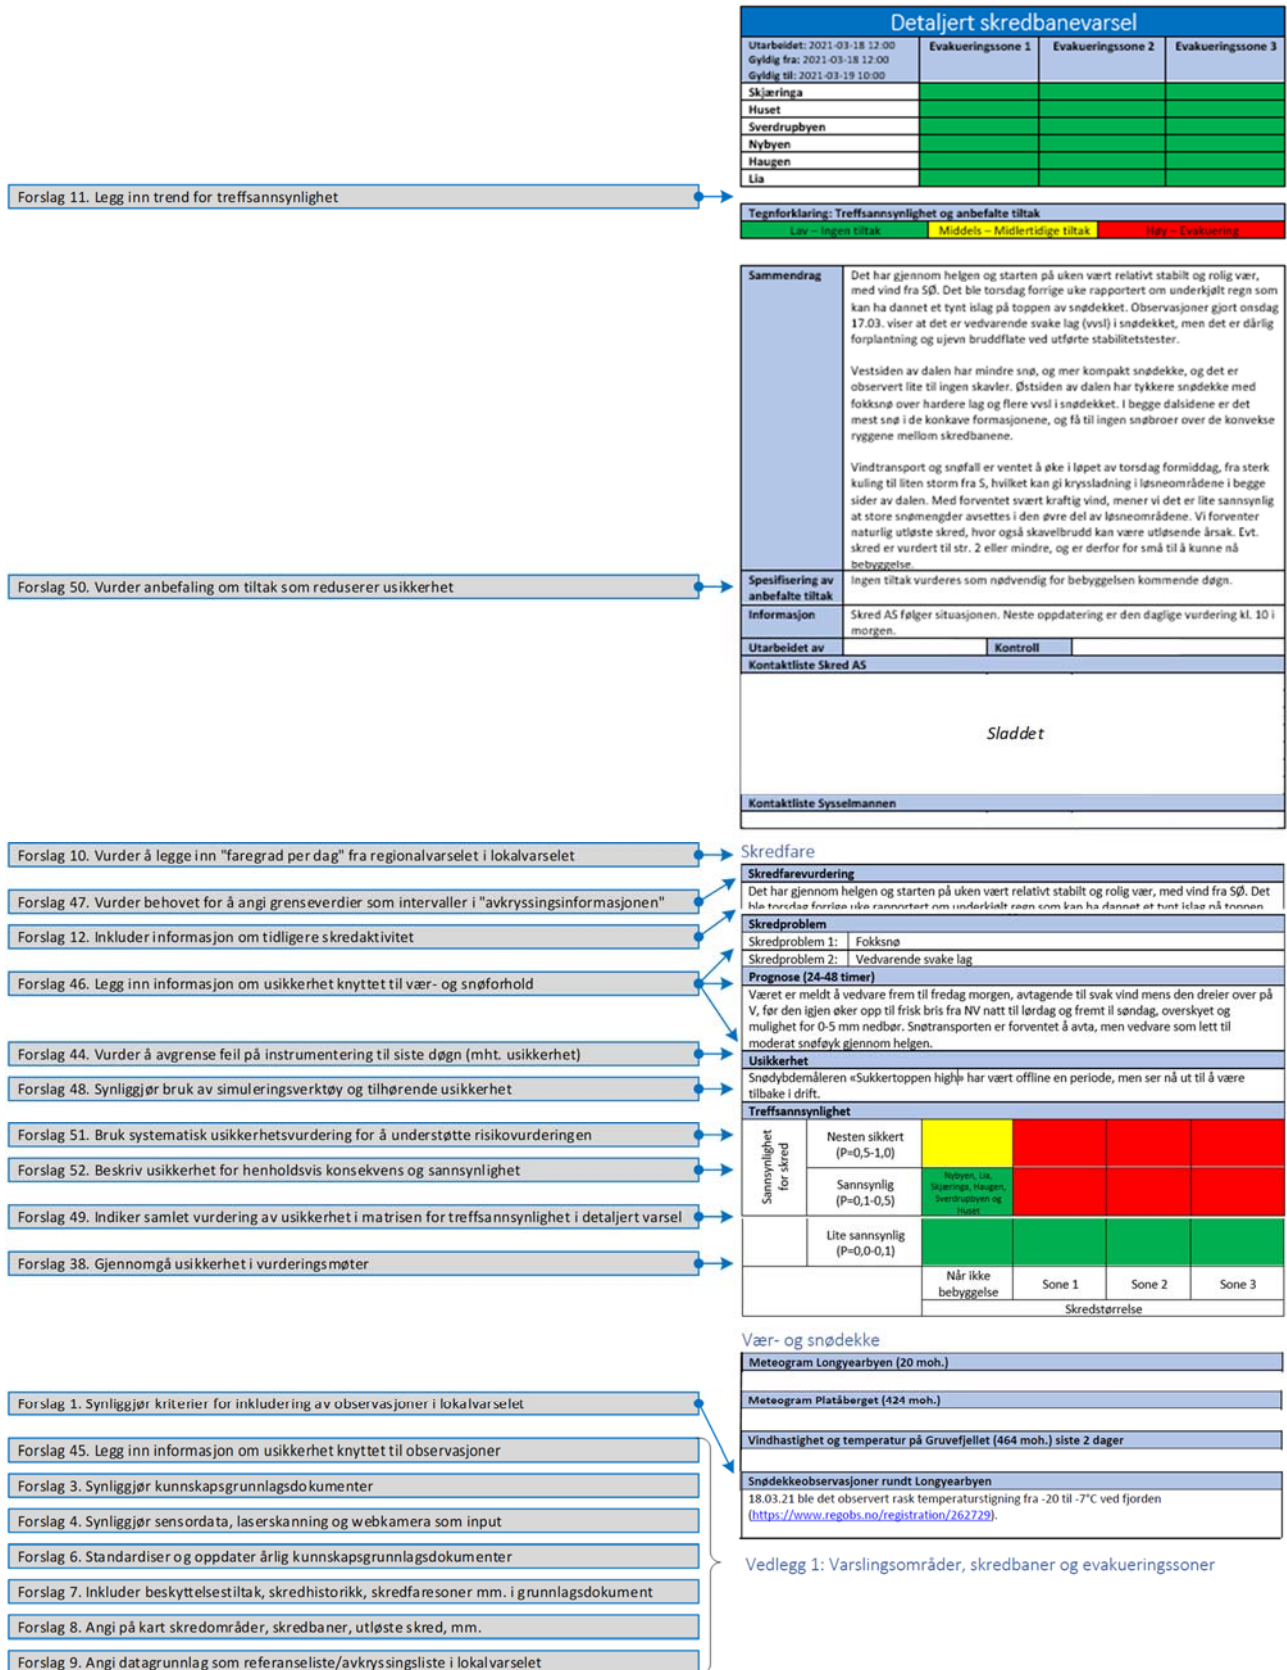 Detaljert skredbanevarsel
Utarbeidet: 2021-03-18 12:00
Gyldig fra: 2021-03-18 12:00
Gyldig til: 2021-03-19 10:00
Evakueringssone 1
Evakueringssone 2
Evakueringssone 3
Skjæringa
Huset
Sverdrupbyen
Nybyen
Haugen
Lia
Forslag 11. Legg inn trend for treffsannsynlighet
Tegnforklaring: Treffsannsynlighet og anbefalte tiltak
Lav – Ingen tiltak
Middels – Midlertidige tiltak
Høy – Evakuering
Sammendrag
Det har gjennom helgen og starten på uken vært relativt stabilt og rolig vær,
med vind fra SØ. Det ble torsdag forrige uke rapportert om underkjølt regn som
kan ha dannet et tynt islag på toppen av snødekket. Observasjoner gjort onsdag
17.03. viser at det er vedvarende svake lag (vvsl) i snødekket, men det er dårlig
forplantning og ujevn bruddflate ved utførte stabilitetstester.
Vestsiden av dalen har mindre snø, og mer kompakt snødekke, og det er
observert lite til ingen skavler. Østsiden av dalen har tykkere snødekke med
fokksnø over hardere lag og flere vvsl i snødekket. I begge dalsidene er det
mest snø i de konkave formasjonene, og få til ingen snøbroer over de konvekse
ryggene mellom skredbanene.
Vindtransport og snøfall er ventet å øke i løpet av torsdag formiddag, fra sterk
kuling til liten storm fra S, hvilket kan gi kryssladning i løsneområdene i begge
sider av dalen. Med forventet svært kraftig vind, mener vi det er lite sannsynlig
at store snømengder avsettes i den øvre del av løsneområdene. Vi forventer
naturlig utløste skred, hvor også skavelbrudd kan være utløsende årsak. Evt.
skred er vurdert til str. 2 eller mindre, og er derfor for små til å kunne nå
bebyggelse.
Forslag 50. Vurder anbefaling om tiltak som reduserer usikkerhet
Spesifisering av
anbefalte tiltak
Ingen tiltak vurderes som nødvendig for bebyggelsen kommende døgn.
Informasjon
Skred AS følger situasjonen. Neste oppdatering er den daglige vurdering kl. 10 i
morgen.
Utarbeidet av
Kontroll
Kontaktliste Skred AS
Sladdet
Kontaktliste Sysselmannen
Forslag 10. Vurder å legge inn "faregrad per dag" fra regionalvarselet i lokalvarselet
Skredfare
Skredfarevurdering
Det har gjennom helgen og starten på uken vært relativt stabilt og rolig vær, med vind fra SØ. Det
ble torsdag forrige uke rapportert om underkjølt regn som kan ha dannet et tynt islag på toppen
Forslag 47. Vurder behovet for å angi grenseverdier som intervaller i "avkryssingsinformasjonen"
Forslag 12. Inkluder informasjon om tidligere skredaktivitet
Skredproblem
Skredproblem 1: Fokksnø
Skredproblem 2: Vedvarende svake lag
Forslag 46. Legg inn informasjon om usikkerhet knyttet til vær- og snøforhold
Prognose (24-48 timer)
Været er meldt å vedvare frem til fredag morgen, avtagende til svak vind mens den dreier over på
V, før den igjen øker opp til frisk bris fra NV natt til lørdag og fremt il søndag, overskyet og
mulighet for 0-5 mm nedbør. Snøtransporten er forventet å avta, men vedvare som lett til
moderat snøføyk gjennom helgen.
Forslag 44. Vurder å avgrense feil på instrumentering til siste døgn (mht. usikkerhet)
Usikkerhet
Snødybdemåleren «Sukkertoppen high» har vært offline en periode, men ser nå ut til å være
tilbake i drift.
Forslag 48. Synliggjør bruk av simuleringsverktøy og tilhørende usikkerhet
Treffsannsynlighet
Forslag 51. Bruk systematisk usikkerhetsvurdering for å understøtte risikovurderingen
Sannsynlighet
for skred
Nesten sikkert
(P=0,5-1,0)
Forslag 52. Beskriv usikkerhet for henholdsvis konsekvens og sannsynlighet
Sannsynlig
(P=0,1-0,5)
Nybyen, Lia,
Skjæringa, Haugen,
Sverdrupbyen og
Huset
Forslag 49. Indiker samlet vurdering av usikkerhet i matrisen for treffsannsynlighet i detaljert varsel
Lite sannsynlig
(P=0,0-0,1)
Forslag 38. Gjennomgå usikkerhet i vurderingsmøter
Når ikke
bebyggelse
Sone 1
Sone 2
Sone 3
Skredstørrelse
Vær- og snødekke
Meteogram Longyearbyen (20 moh.)
Forslag 1. Synliggjør kriterier for inkludering av observasjoner i lokalvarselet
Meteogram Platåberget (424 moh.)
Forslag 45. Legg inn informasjon om usikkerhet knyttet til observasjoner
Vindhastighet og temperatur på Gruvefjellet (464 moh.) siste 2 dager
Forslag 3. Synliggjør kunnskapsgrunnlagsdokumenter
Snødekkeobservasjoner rundt Longyearbyen
18.03.21 ble det observert rask temperaturstigning fra -20 til -7°C ved fjorden
(https://www.regobs.no/registration/262729).
Forslag 4. Synliggjør sensordata, laserskanning og webkamera som input
Forslag 6. Standardiser og oppdater årlig kunnskapsgrunnlagsdokumenter
Vedlegg 1: Varslingsområder, skredbaner og evakueringssoner
Forslag 7. Inkluder beskyttelsestiltak, skredhistorikk, skredfaresoner mm. i grunnlagsdokument
Forslag 8. Angi på kart skredområder, skredbaner, utløste skred, mm.
Forslag 9. Angi datagrunnlag som referanseliste/avkryssingsliste i lokalvarselet